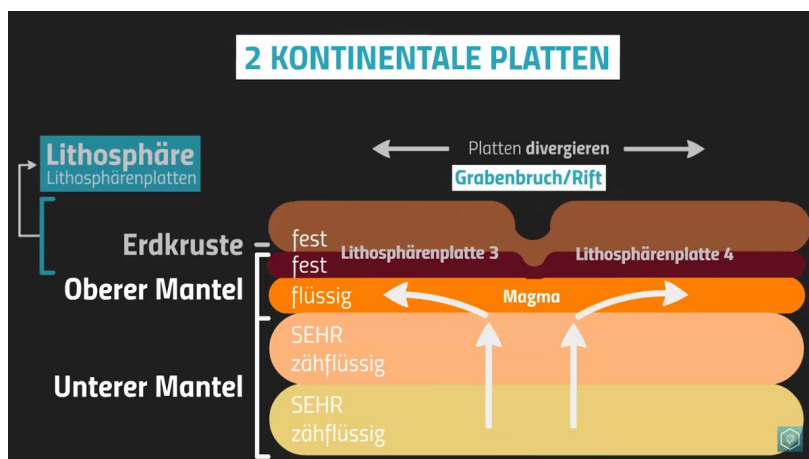 2 KONTINENTALE PLATTEN
Lithosphäre
Lithosphärenplatten
Platten divergieren
Grabenbruch/Rift
Erdkruste
fest
Lithosphärenplatte 3
Lithosphärenplatte 4
fest
Oberer Mantel
flüssig
Magma
SEHR
zähflüssig
Unterer Mantel
SEHR
zähflüssig